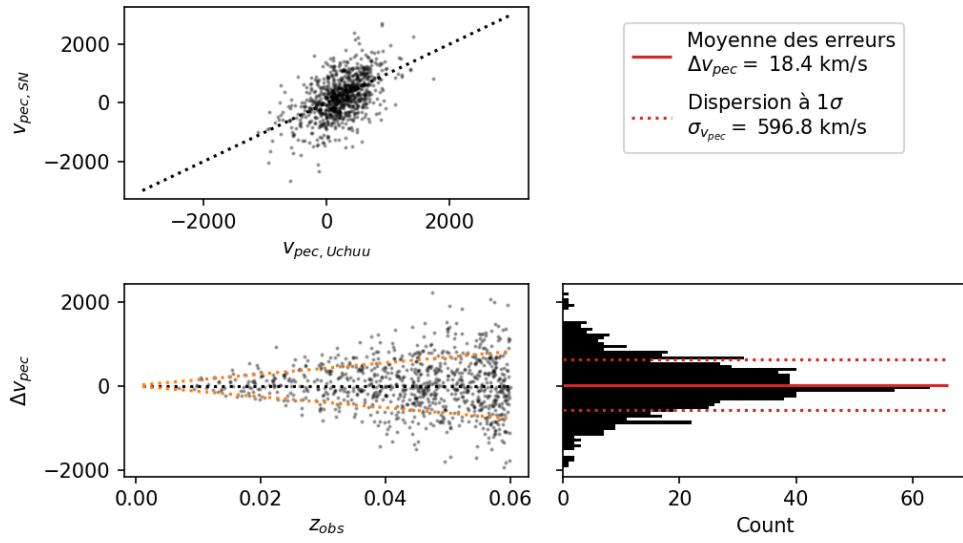 2000
0
−2000
v_{pec, SN}
−2000 0 2000
v_{pec, Uchuu}
Moyenne des erreurs
Δv_{pec} = 18.4 km/s
Dispersion à 1σ
σ_{v_{pec}} = 596.8 km/s
2000
0
−2000
Δv_{pec}
0.00 0.02 0.04 0.06
z_{obs}
0 20 40 60
Count